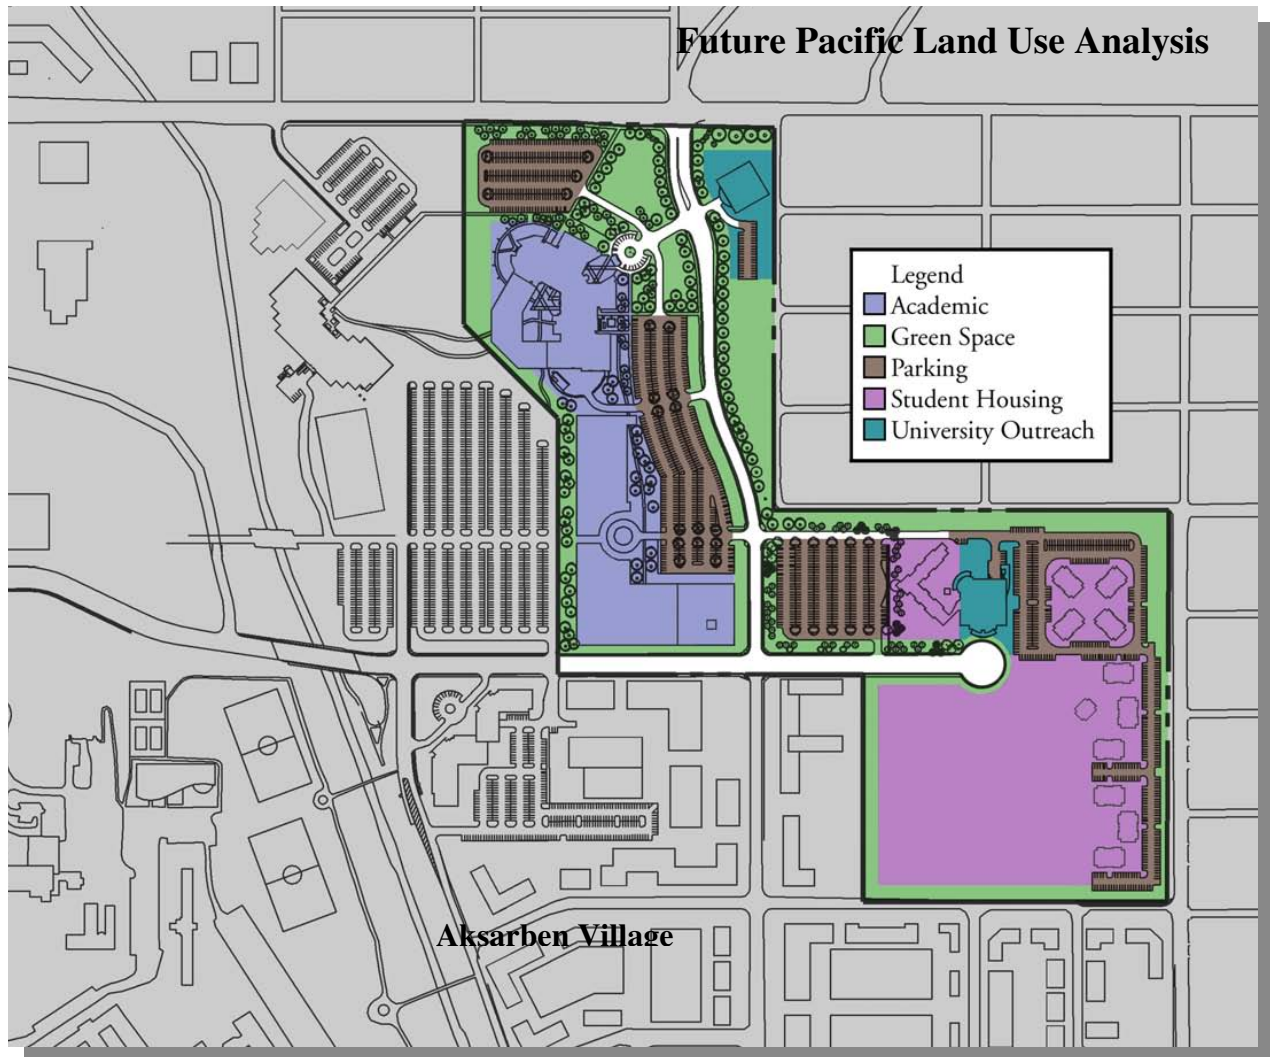 Future Pacific Land Use Analysis
Legend
Academic
Green Space
Parking
Student Housing
University Outreach
Aksarben Village